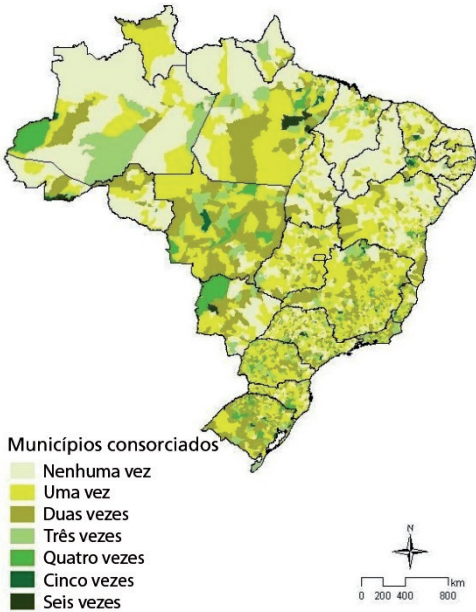 Municípios consorciados
Nenhuma vez
Uma vez
Duas vezes
Três vezes
Quatro vezes
Cinco vezes
Seis vezes
N
km
0 200 400 800